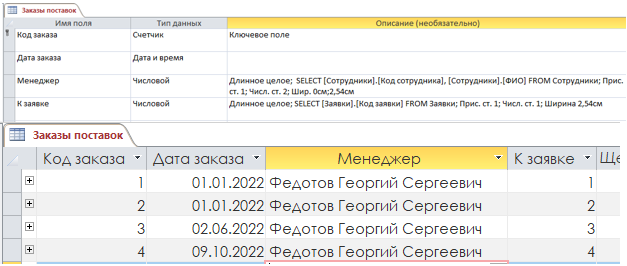 Заказы поставок
Имя поля Тип данных Описание (необязательно)
Код заказа Счетчик Ключевое поле
Дата заказа Дата и время
Менеджер Числовой Длинное целое; SELECT [Сотрудники].[Код сотрудника], [Сотрудники].[ФИО] FROM Сотрудники; Прис.
ст. 1; Числ. ст. 2; Шир. 0см;2,54см
К заявке Числовой Длинное целое; SELECT [Заявки].[Код заявки] FROM Заявки; Прис. ст. 1; Числ. ст. 1; Ширина 2,54см
Заказы поставок
Код заказа Дата заказа Менеджер К заявке Ще
1 01.01.2022 Федотов Георгий Сергеевич 1
2 01.01.2022 Федотов Георгий Сергеевич 2
3 02.06.2022 Федотов Георгий Сергеевич 3
4 09.10.2022 Федотов Георгий Сергеевич 4